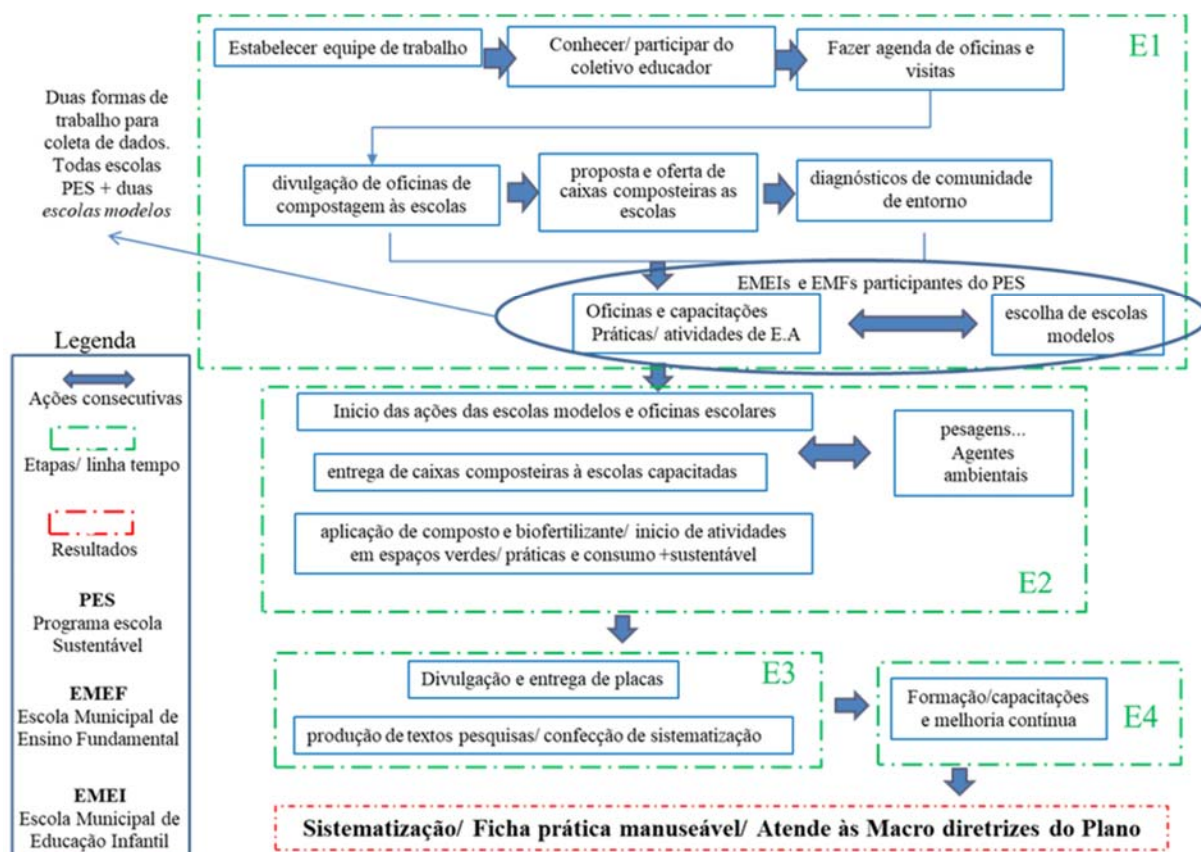 Estabelecer equipe de trabalho
Conhecer/ participar do
coletivo educador
Fazer agenda de oficinas e
visitas
E1
Duas formas de
trabalho para
coleta de dados.
Todas escolas
PES + duas
escolas modelos
divulgação de oficinas de
compostagem às escolas
proposta e oferta de
caixas composteiras as
escolas
diagnósticos de comunidade
de entorno
EMEIs e EMFs participantes do PES
Oficinas e capacitações
Práticas/ atividades de E.A
escolha de escolas
modelos
Legenda
Ações consecutivas
Etapas/ linha tempo
Resultados
PES
Programa escola
Sustentável
EMEF
Escola Municipal de
Ensino Fundamental
EMEI
Escola Municipal de
Educação Infantil
Inicio das ações das escolas modelos e oficinas escolares
entrega de caixas composteiras à escolas capacitadas
aplicação de composto e biofertilizante/ inicio de atividades
em espaços verdes/ práticas e consumo +sustentável
pesagens...
Agentes
ambientais
E2
Divulgação e entrega de placas
produção de textos pesquisas/ confecção de sistematização
E3
Formação/capacitações
e melhoria contínua
E4
Sistematização/ Ficha prática manuseável/ Atende às Macro diretrizes do Plano